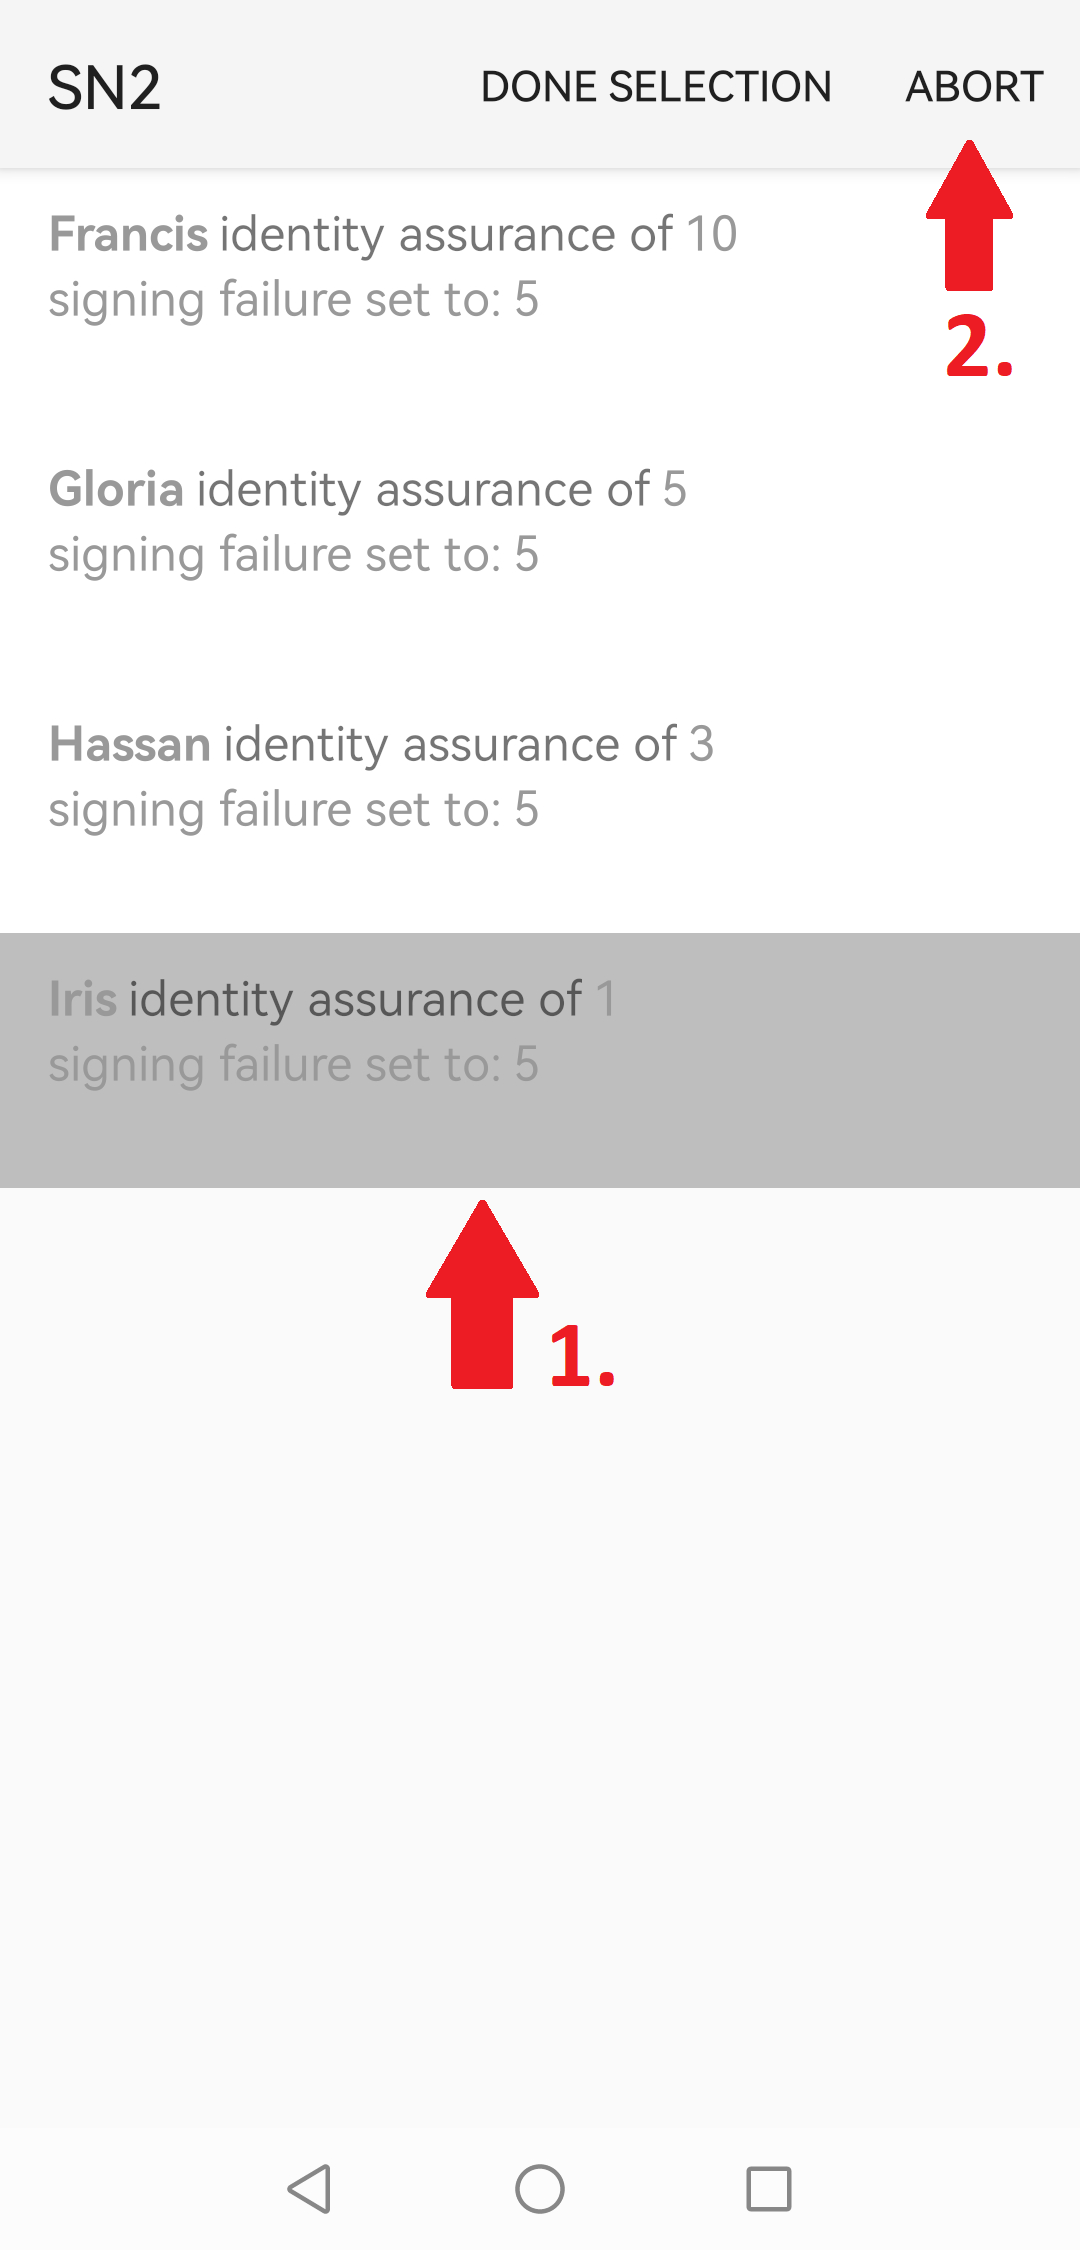 SN2 DONE SELECTION ABORT
Francis identity assurance of 10
signing failure set to: 5
2.
Gloria identity assurance of 5
signing failure set to: 5
Hassan identity assurance of 3
signing failure set to: 5
Iris identity assurance of 1
signing failure set to: 5
1.